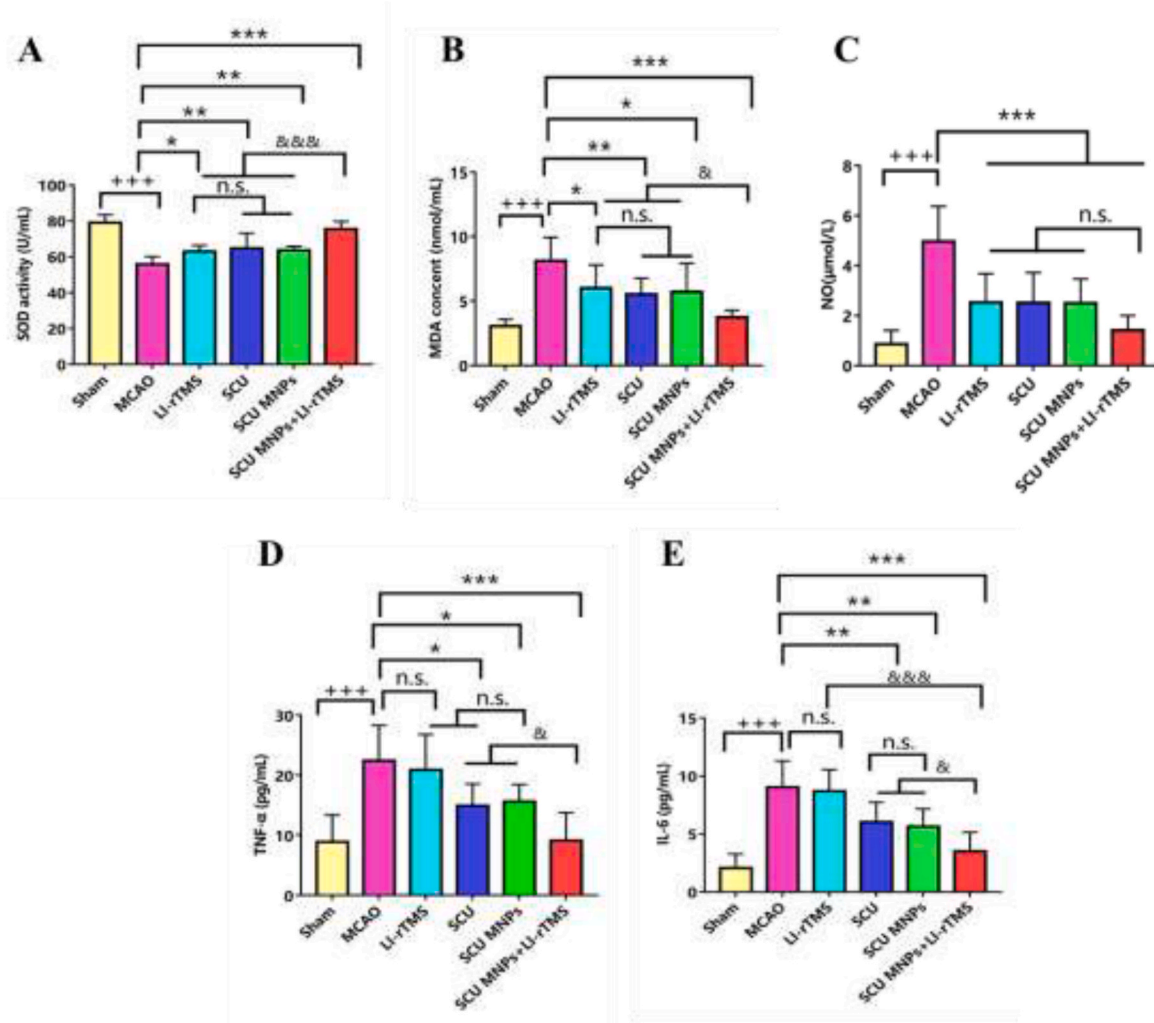 A
***
**
**
*
&&&
+++
n.s.
SOD activity (U/mL)
100
80
60
40
20
0
Sham
MCAO
LI-rTMS
SCU
SCU MNPs
SCU MNPs+LI-rTMS
B
***
*
**
&
*
+++
n.s.
MDA concent (nmol/mL)
15
10
5
0
Sham
MCAO
LI-rTMS
SCU
SCU MNPs
SCU MNPs+LI-rTMS
C
***
+++
n.s.
NO(μmol/L)
8
6
4
2
0
Sham
MCAO
LI-rTMS
SCU
SCU MNPs
SCU MNPs+LI-rTMS
D
***
*
*
n.s.
+++
n.s.
&
TNF-α (pg/mL)
30
20
10
0
Sham
MCAO
LI-rTMS
SCU
SCU MNPs
SCU MNPs+LI-rTMS
E
***
**
**
&&&
+++
n.s.
n.s.
&
IL-6 (pg/mL)
15
10
5
0
Sham
MCAO
LI-rTMS
SCU
SCU MNPs
SCU MNPs+LI-rTMS